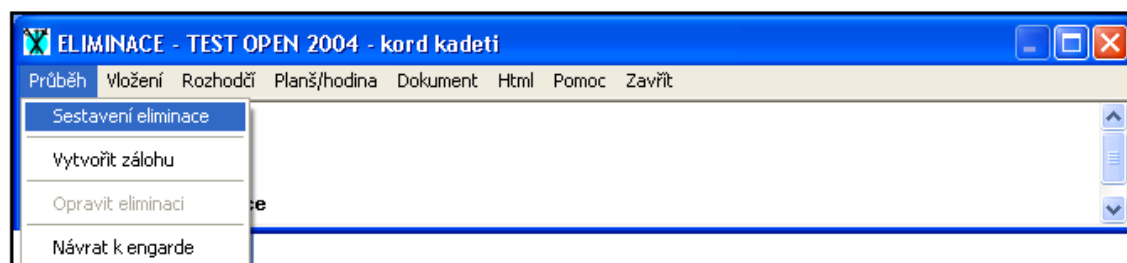 ELIMINACE - TEST OPEN 2004 - kord kadeti
Průběh Vložení Rozhodčí Planš/hodina Dokument Html Pomoc Zavřít
Sestavení eliminace
Vytvořit zálohu
Opravit eliminaci
Návrat k engarde